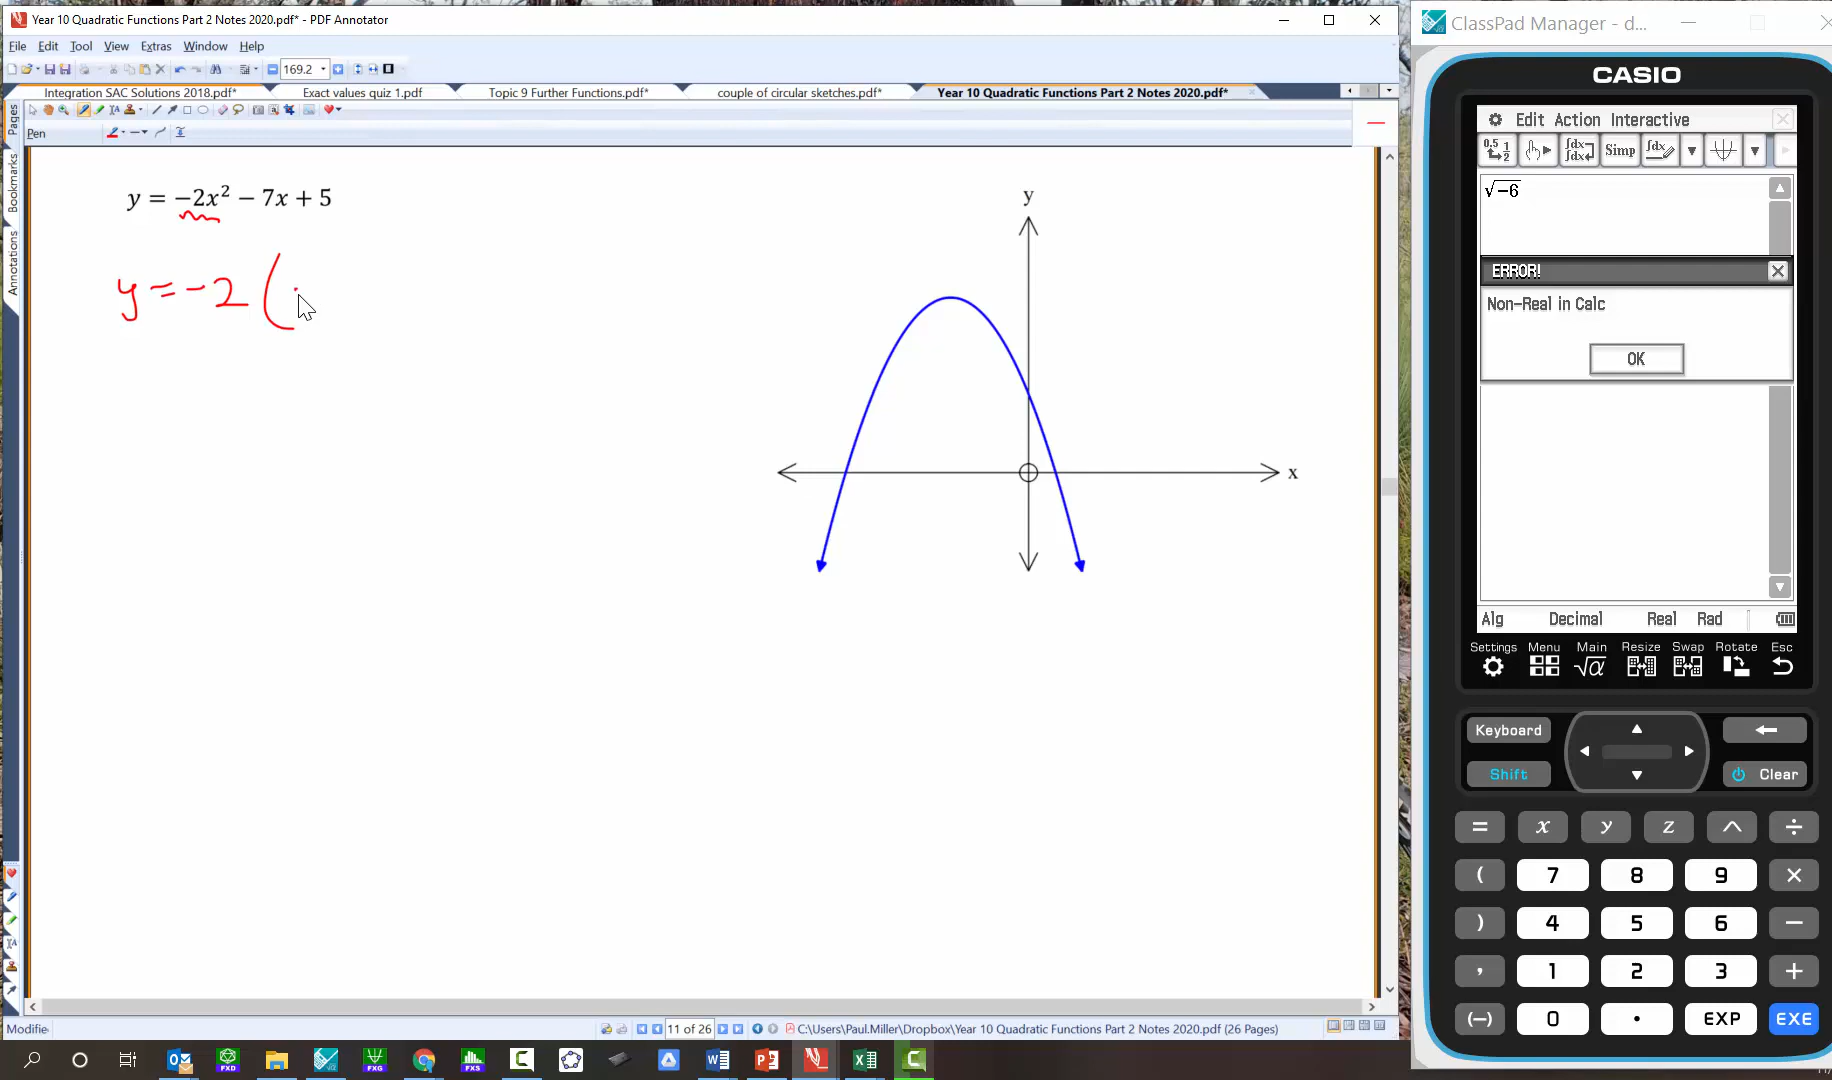 Year 10 Quadratic Functions Part 2 Notes 2020.pdf* - PDF Annotator
File Edit Tool View Extras Window Help
169.2
Integration SAC Solutions 2018.pdf* Exact values quiz 1.pdf Topic 9 Further Functions.pdf* couple of circular sketches.pdf* Year 10 Quadratic Functions Part 2 Notes 2020.pdf*
Pen
Pages
Bookmarks
Annotations
y = −2x² − 7x + 5
y = -2 (
y
x
Modifie
11 of 26
C:\Users\Paul.Miller\Dropbox\Year 10 Quadratic Functions Part 2 Notes 2020.pdf (26 Pages)
ClassPad Manager - d...
CASIO
Edit Action Interactive
Simp
√−6
ERROR!
Non-Real in Calc
OK
Alg Decimal Real Rad
Settings Menu Main Resize Swap Rotate Esc
√α
Keyboard
Shift
Clear
= x y z ^ ÷
( 7 8 9 ×
) 4 5 6 −
, 1 2 3 +
(−) 0 . EXP EXE